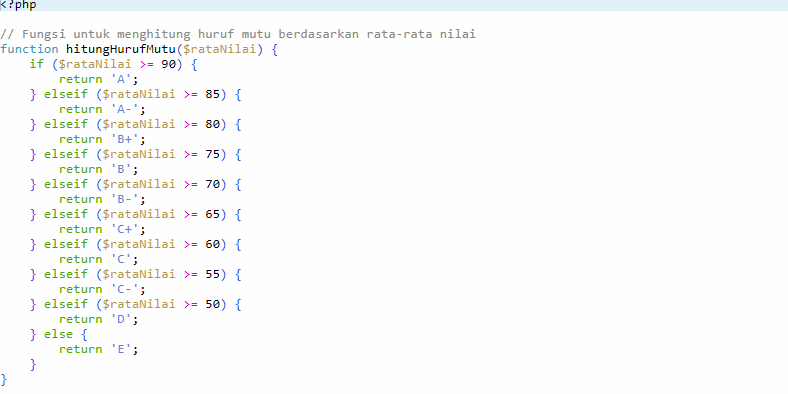 <?php
// Fungsi untuk menghitung huruf mutu berdasarkan rata-rata nilai
function hitungHurufMutu($rataNilai) {
    if ($rataNilai >= 90) {
        return 'A';
    } elseif ($rataNilai >= 85) {
        return 'A-';
    } elseif ($rataNilai >= 80) {
        return 'B+';
    } elseif ($rataNilai >= 75) {
        return 'B';
    } elseif ($rataNilai >= 70) {
        return 'B-';
    } elseif ($rataNilai >= 65) {
        return 'C+';
    } elseif ($rataNilai >= 60) {
        return 'C';
    } elseif ($rataNilai >= 55) {
        return 'C-';
    } elseif ($rataNilai >= 50) {
        return 'D';
    } else {
        return 'E';
    }
}